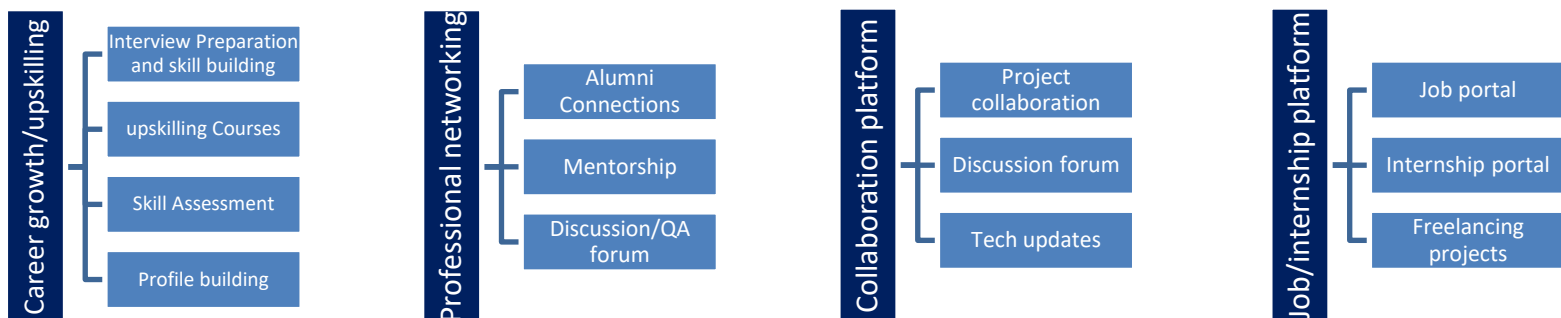 Career growth/upskilling
Interview Preparation
and skill building
upskilling Courses
Skill Assessment
Profile building
Professional networking
Alumni
Connections
Mentorship
Discussion/QA
forum
Collaboration platform
Project
collaboration
Discussion forum
Tech updates
Job/internship platform
Job portal
Internship portal
Freelancing
projects